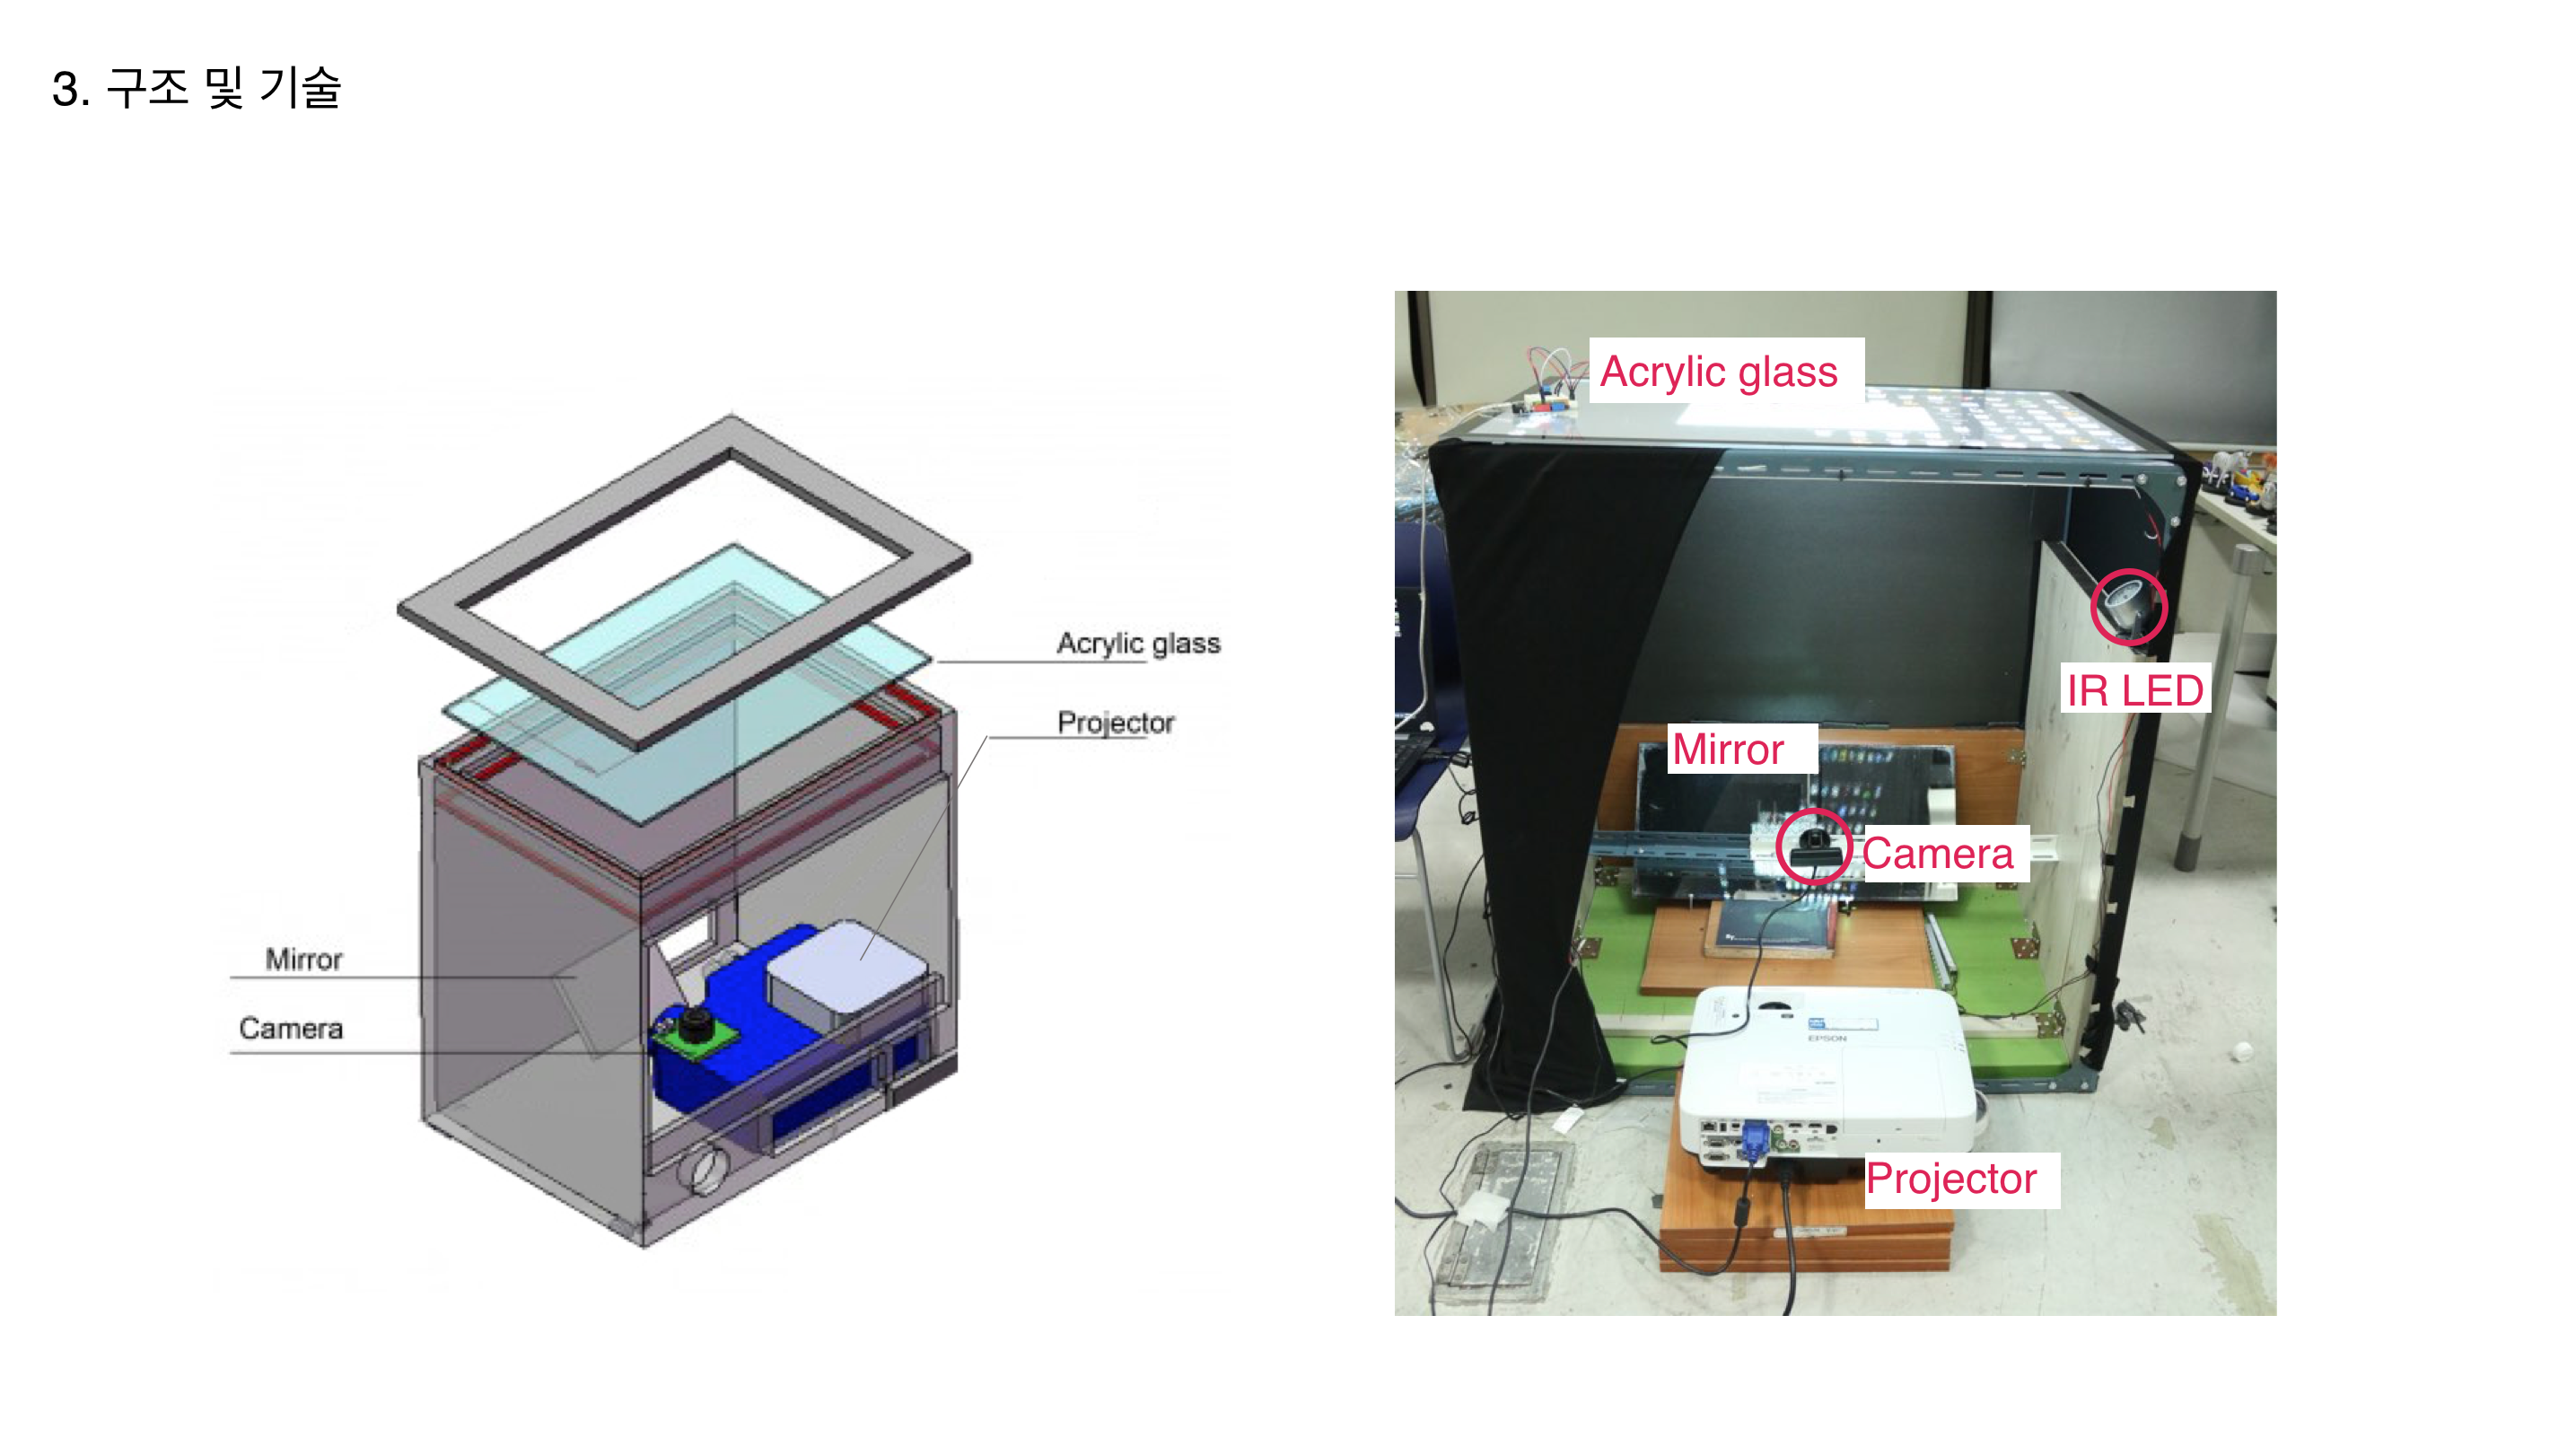 3. 구조 및 기술
Acrylic glass
Projector
Mirror
Camera
Acrylic glass
IR LED
Mirror
Camera
EPSON
Projector